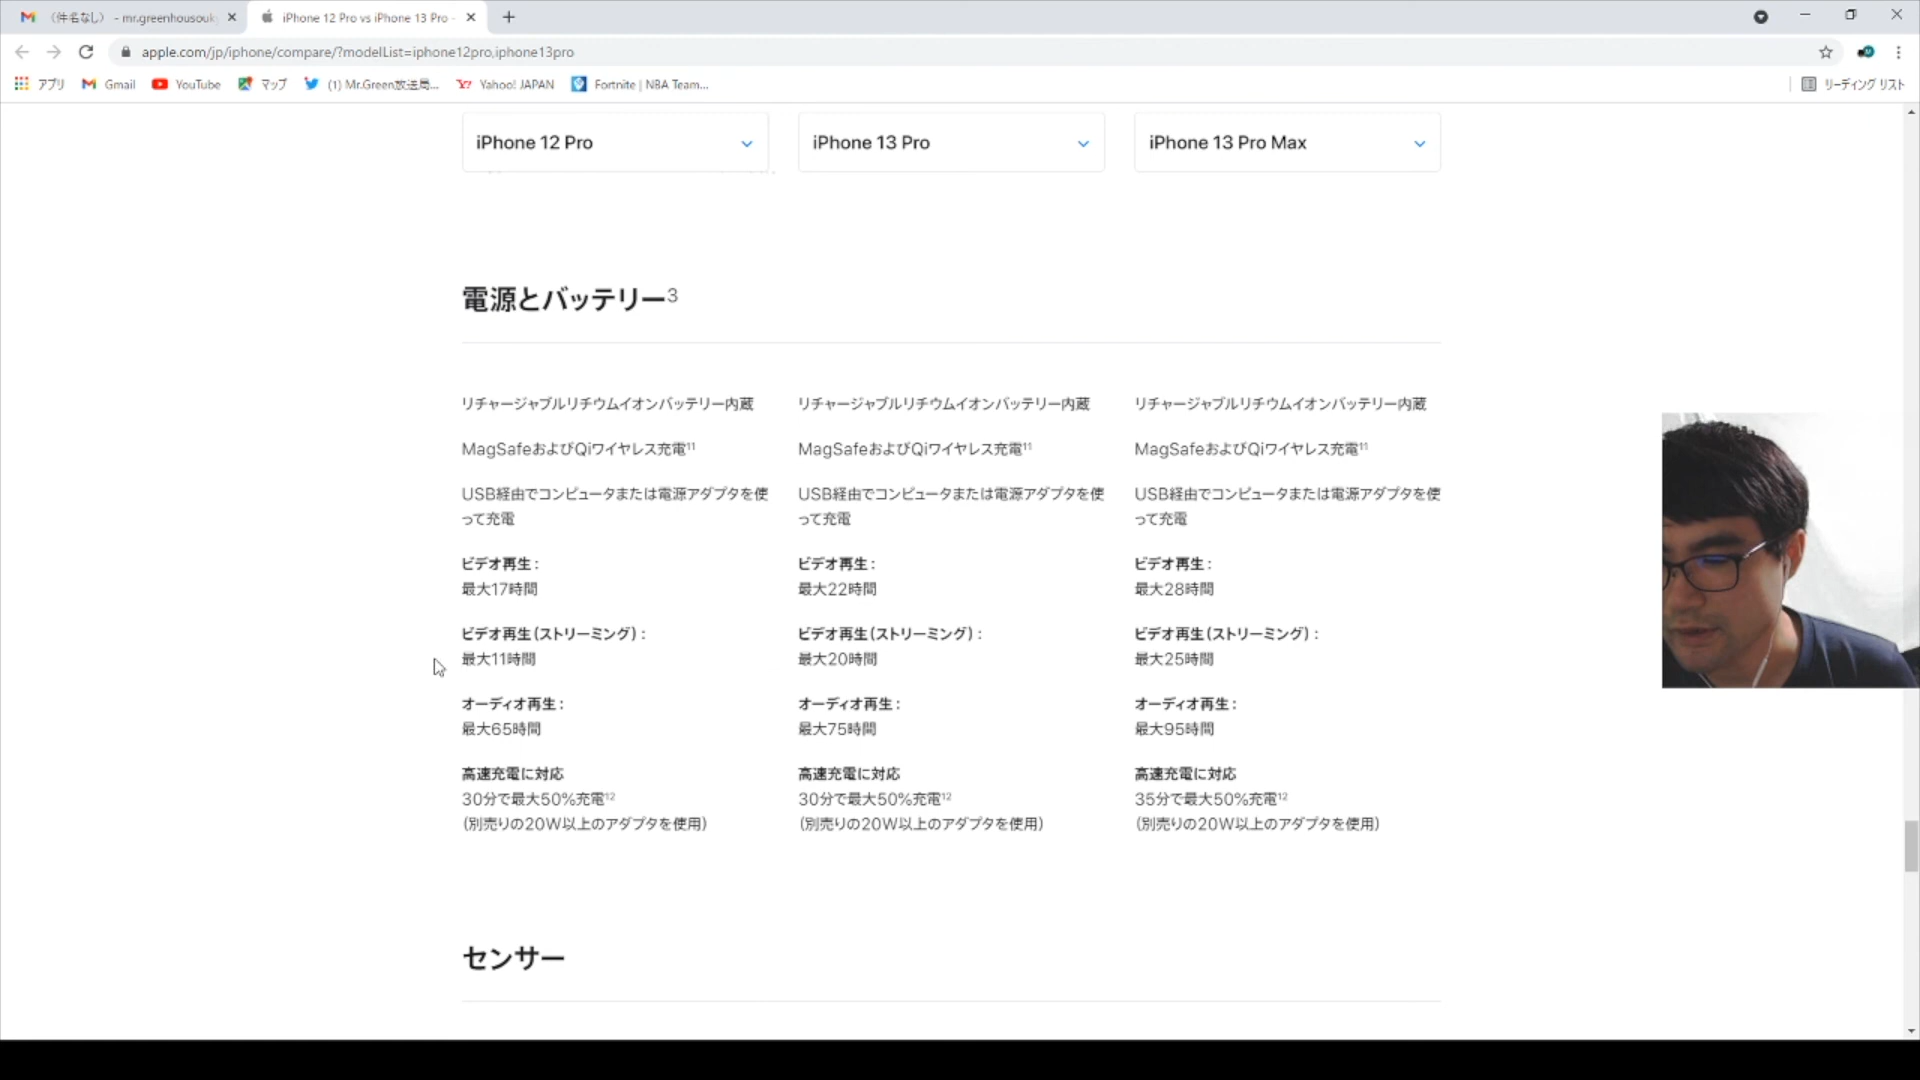 （件名なし） - mr.greenhousouk
iPhone 12 Pro vs iPhone 13 Pro -
apple.com/jp/iphone/compare/?modelList=iphone12pro,iphone13pro
アプリ Gmail YouTube マップ (1) Mr.Green放送局... Yahoo! JAPAN Fortnite | NBA Team... リーディング リスト
iPhone 12 Pro iPhone 13 Pro iPhone 13 Pro Max
電源とバッテリー3
リチャージャブルリチウムイオンバッテリー内蔵 リチャージャブルリチウムイオンバッテリー内蔵 リチャージャブルリチウムイオンバッテリー内蔵
MagSafeおよびQiワイヤレス充電11 MagSafeおよびQiワイヤレス充電11 MagSafeおよびQiワイヤレス充電11
USB経由でコンピュータまたは電源アダプタを使 USB経由でコンピュータまたは電源アダプタを使 USB経由でコンピュータまたは電源アダプタを使
って充電 って充電 って充電
ビデオ再生： ビデオ再生： ビデオ再生：
最大17時間 最大22時間 最大28時間
ビデオ再生（ストリーミング）： ビデオ再生（ストリーミング）： ビデオ再生（ストリーミング）：
最大11時間 最大20時間 最大25時間
オーディオ再生： オーディオ再生： オーディオ再生：
最大65時間 最大75時間 最大95時間
高速充電に対応 高速充電に対応 高速充電に対応
30分で最大50%充電12 30分で最大50%充電12 35分で最大50%充電12
（別売りの20W以上のアダプタを使用） （別売りの20W以上のアダプタを使用） （別売りの20W以上のアダプタを使用）
センサー